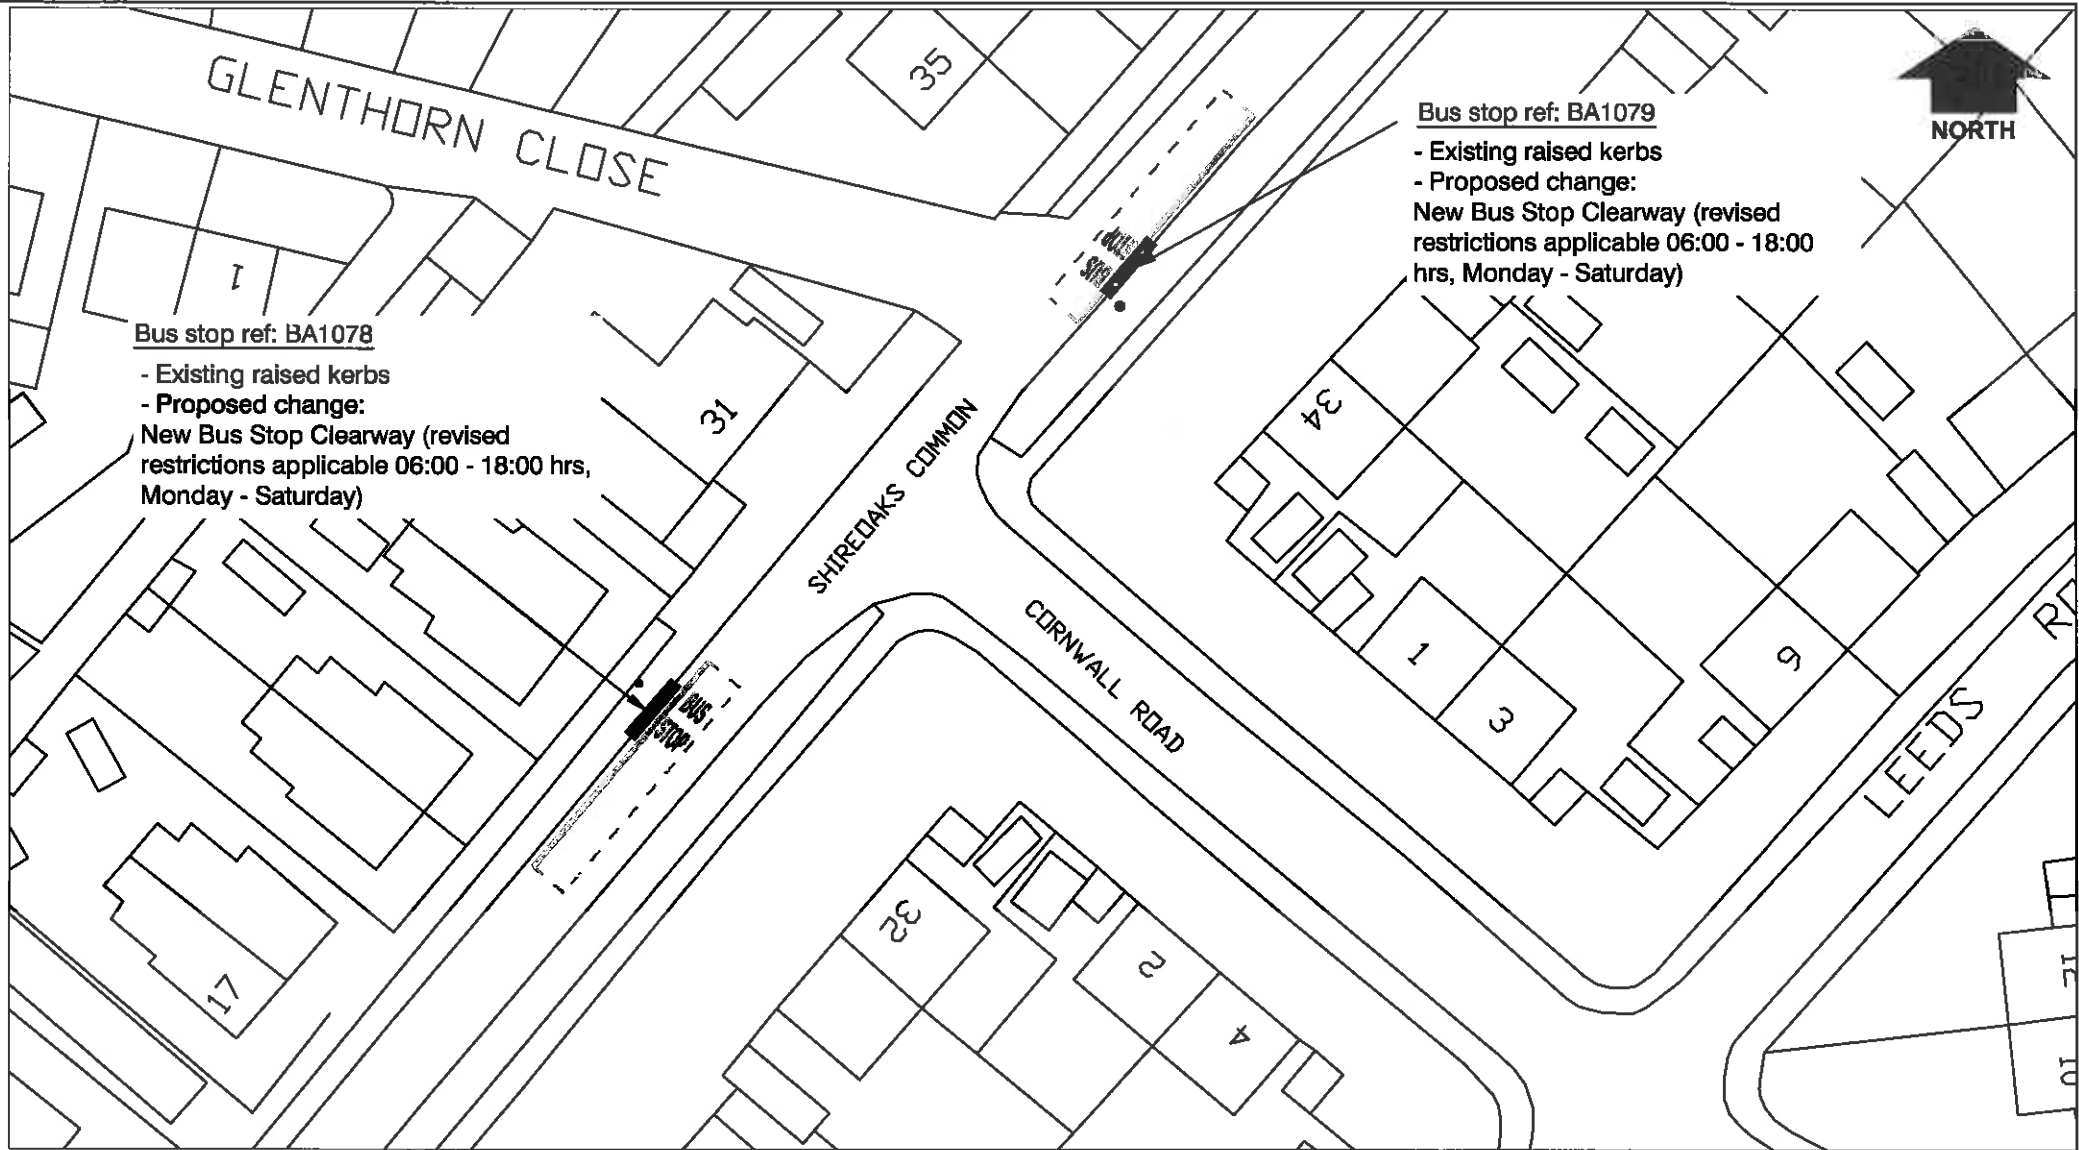 GLENTHORN CLOSE
35
NORTH
Bus stop ref: BA1079
- Existing raised kerbs
- Proposed change:
New Bus Stop Clearway (revised
restrictions applicable 06:00 - 18:00
hrs, Monday - Saturday)
1
Bus stop ref: BA1078
- Existing raised kerbs
- Proposed change:
New Bus Stop Clearway (revised
restrictions applicable 06:00 - 18:00 hrs,
Monday - Saturday)
BUS
STOP
31
34
SHIREOAKS COMMON
CORNWALL ROAD
BUS
STOP
1
3
9
LEEDS
17
32
2
4
12
10